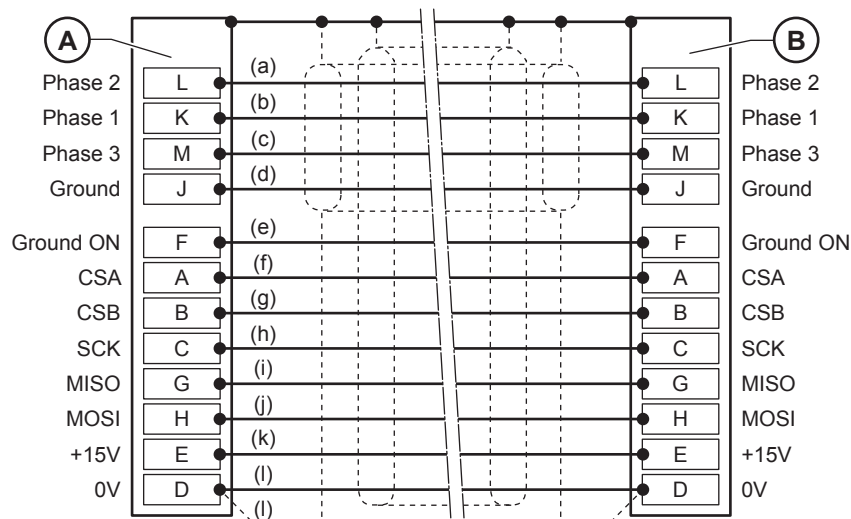 A B
(a)
Phase 2 L L Phase 2
(b)
Phase 1 K K Phase 1
(c)
Phase 3 M M Phase 3
(d)
Ground J J Ground
(e)
Ground ON F F Ground ON
(f)
CSA A A CSA
(g)
CSB B B CSB
(h)
SCK C C SCK
(i)
MISO G G MISO
(j)
MOSI H H MOSI
(k)
+15V E E +15V
(l)
0V D D 0V
(l)